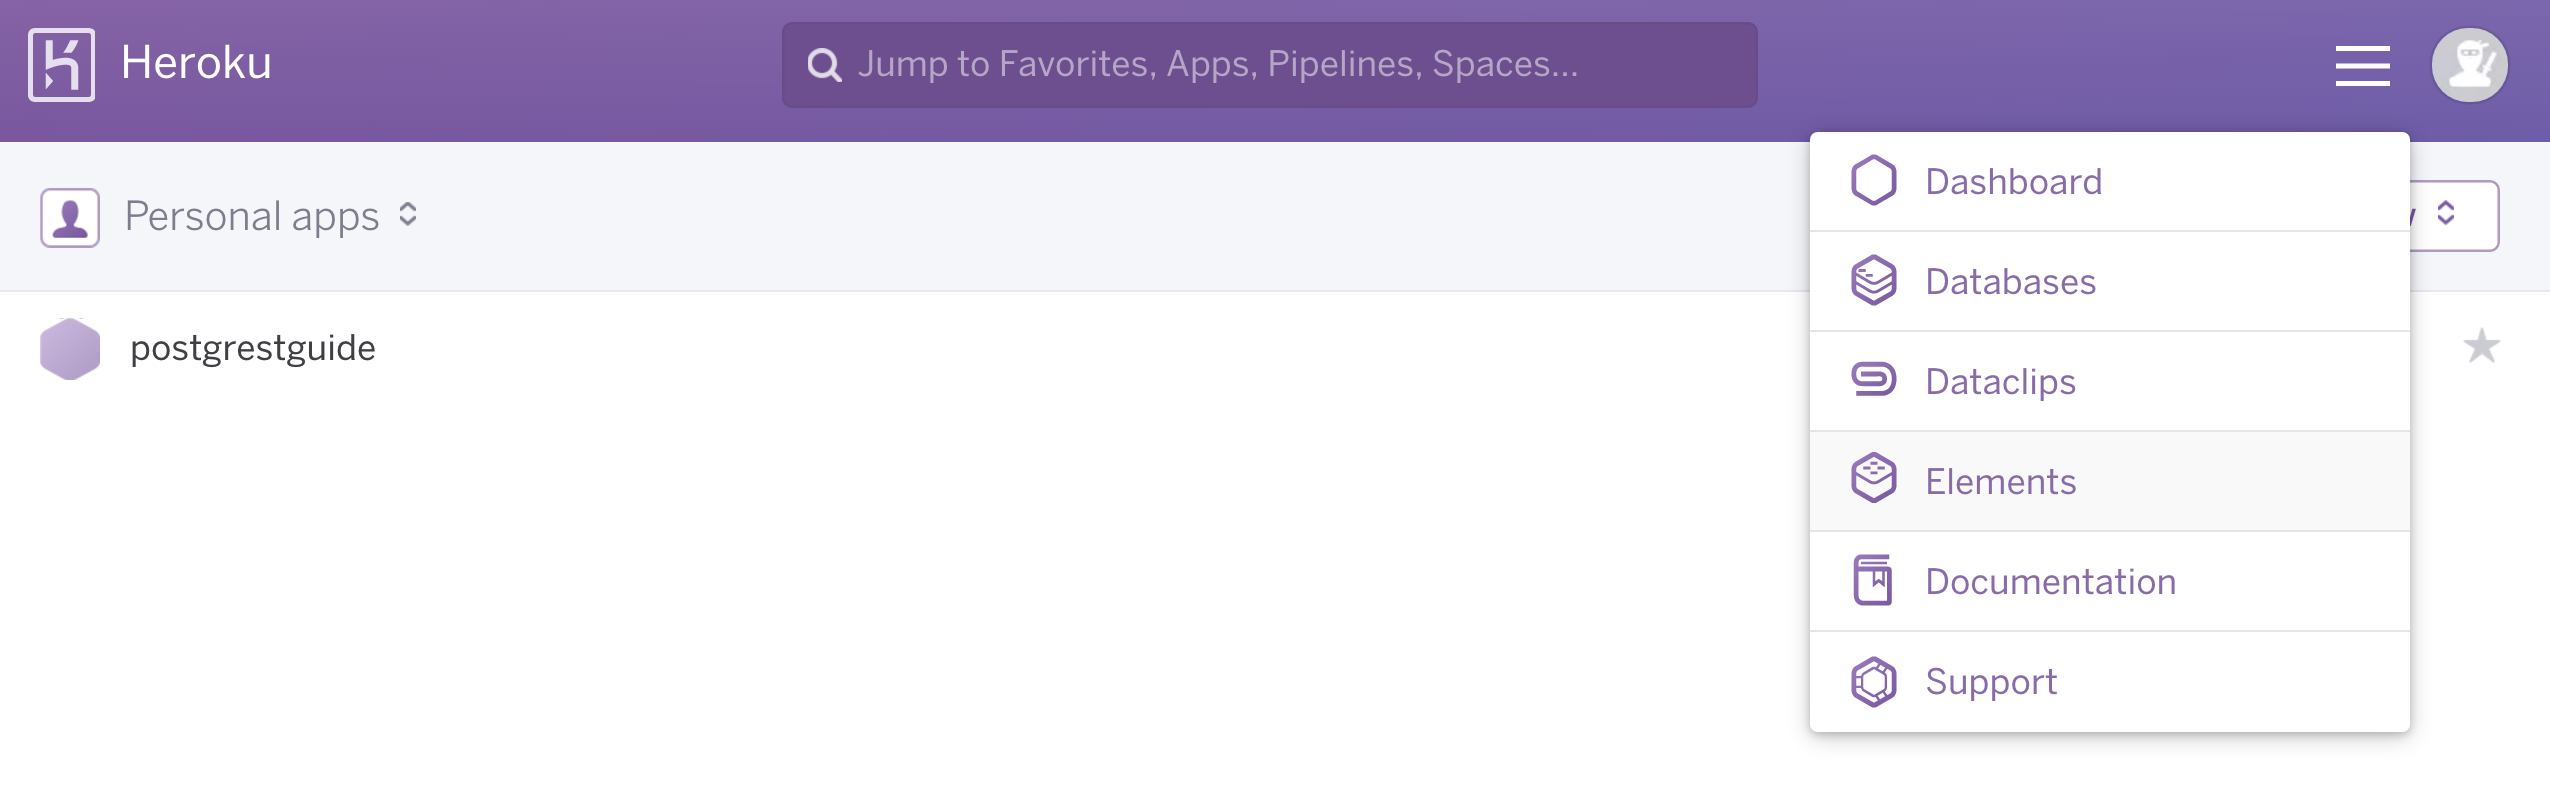 Heroku
Jump to Favorites, Apps, Pipelines, Spaces...
Personal apps
postgrestguide
Dashboard
Databases
Dataclips
Elements
Documentation
Support